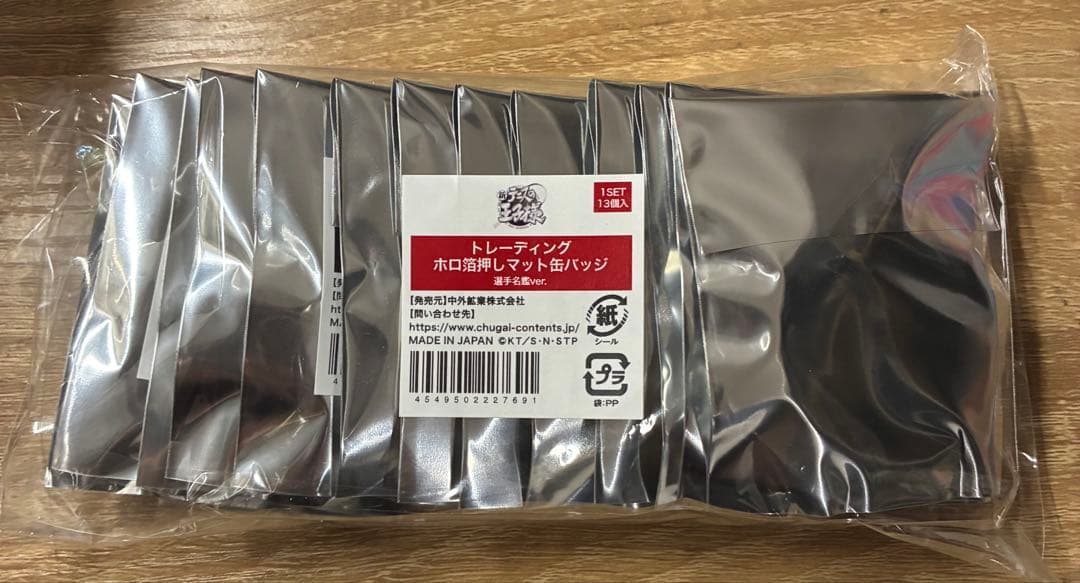 新テニスの
王子様
1SET
13個入
トレーディング
ホロ箔押しマット缶バッジ
選手名鑑ver.
【発売元】中外鉱業株式会社
【問い合わせ先】
https://www.chugai-contents.jp/
MADE IN JAPAN ©KT/S・N・STP
4549502227691
紙
シール
プラ
袋:PP